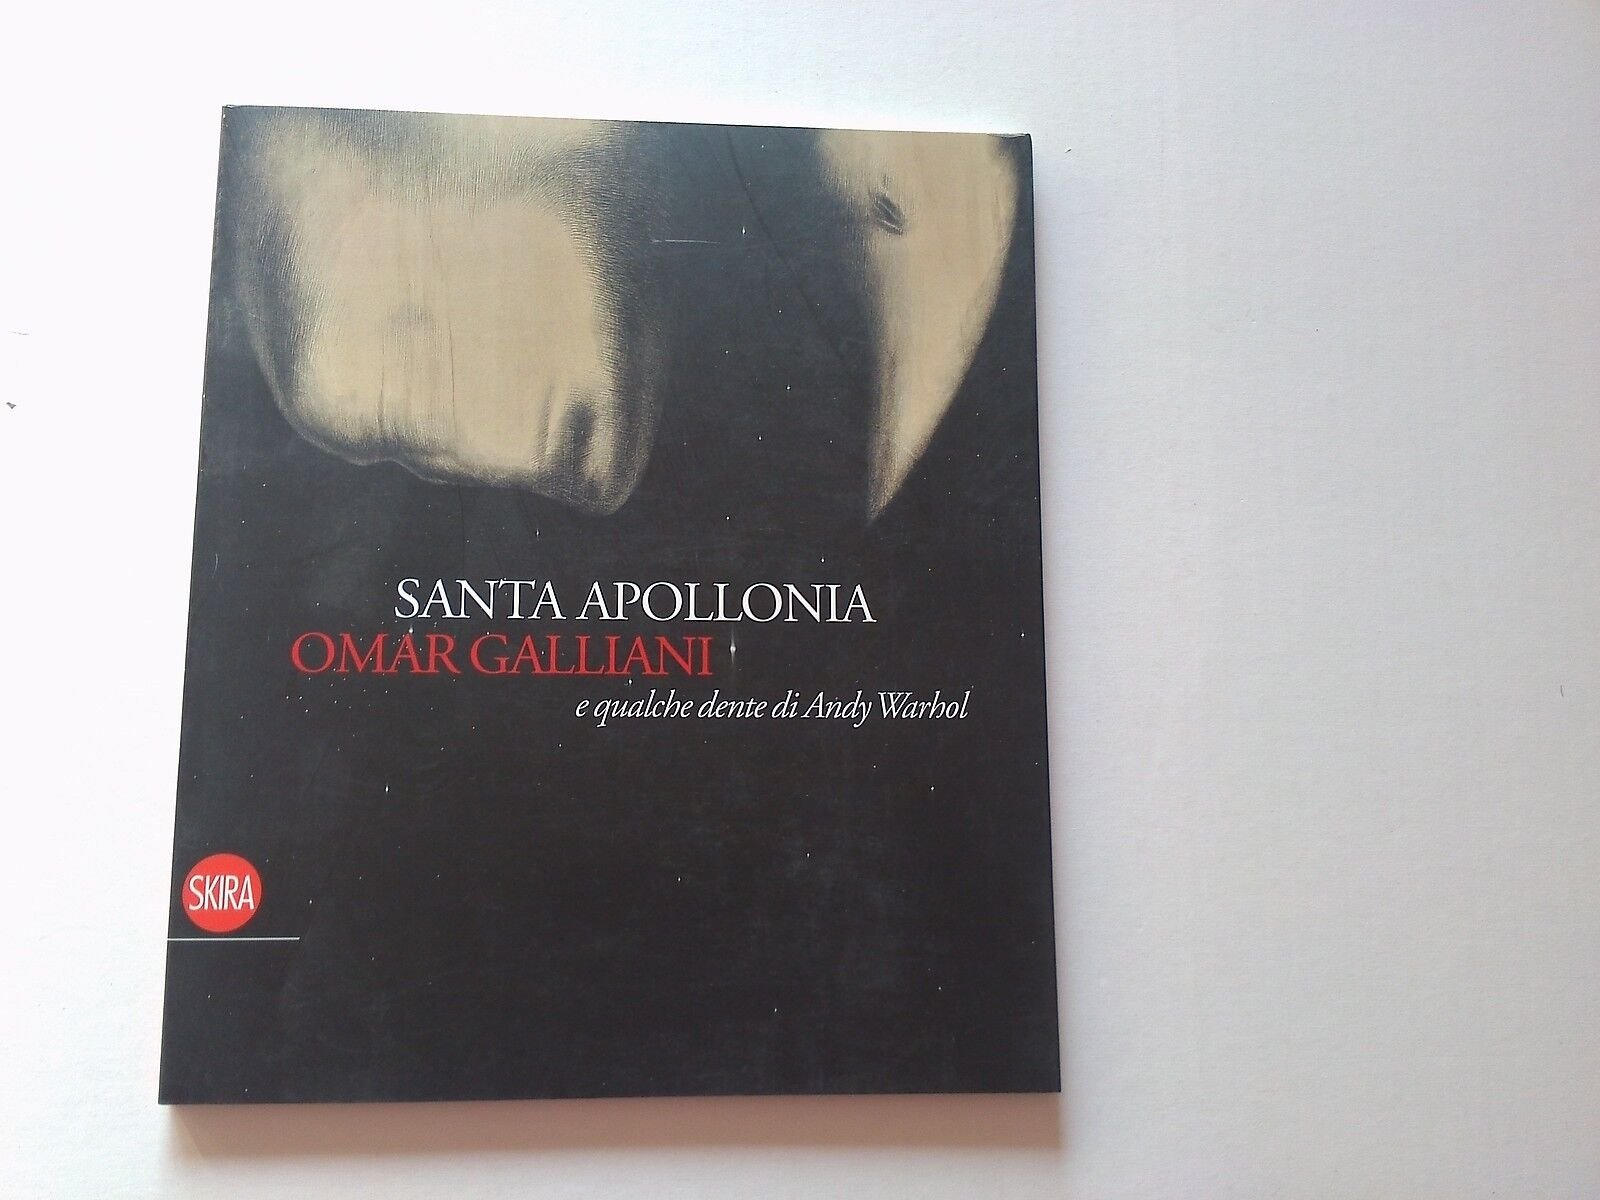 SANTA APOLLONIA
OMAR GALLIANI
e qualche dente di Andy Warhol
SKIRA